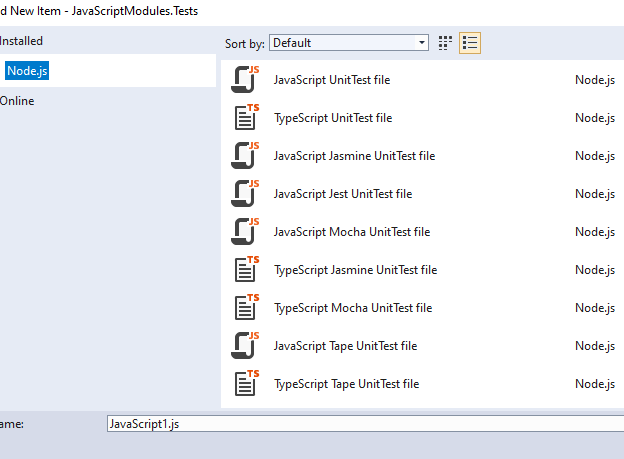 d New Item - JavaScriptModules.Tests
Installed
Node.js
Online
Sort by: Default
JS JavaScript UnitTest file Node.js
TS TypeScript UnitTest file Node.js
JS JavaScript Jasmine UnitTest file Node.js
JS JavaScript Jest UnitTest file Node.js
JS JavaScript Mocha UnitTest file Node.js
TS TypeScript Jasmine UnitTest file Node.js
TS TypeScript Mocha UnitTest file Node.js
JS JavaScript Tape UnitTest file Node.js
TS TypeScript Tape UnitTest file Node.js
ame: JavaScript1.js